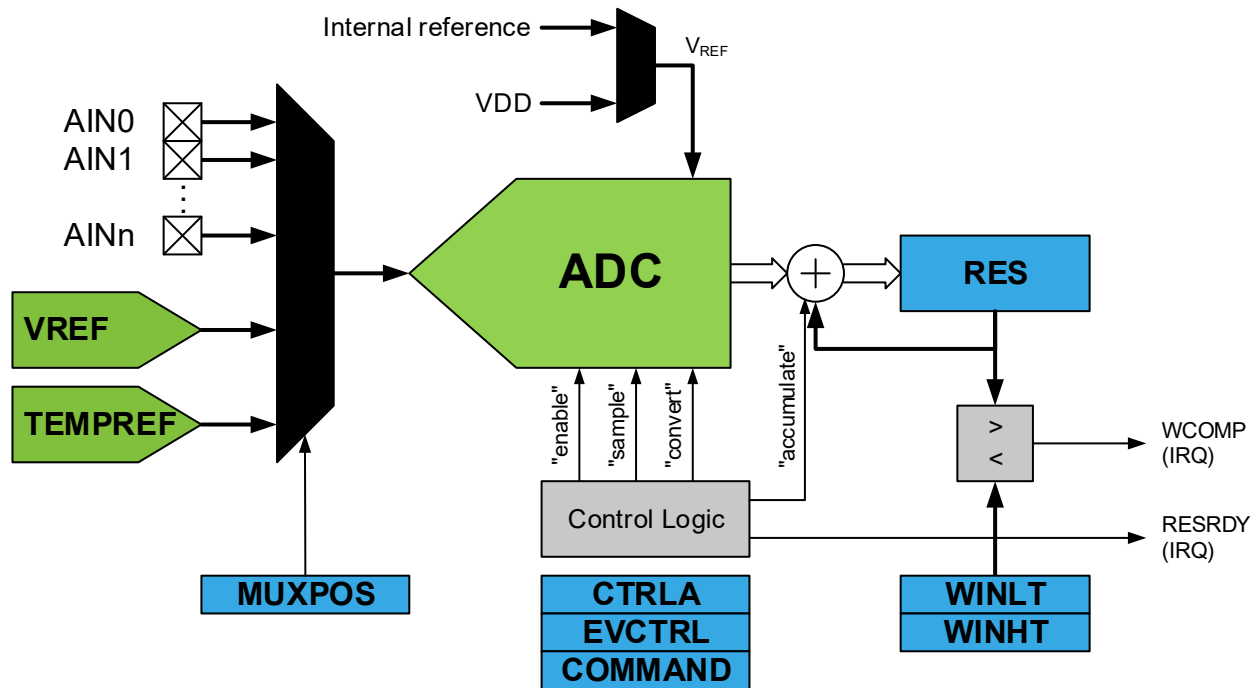 Internal reference
VREF
VDD
AIN0
AIN1
AINn
ADC
RES
VREF
TEMPREF
"enable"
"sample"
"convert"
"accumulate"
>
<
WCOMP
(IRQ)
Control Logic
RESRDY
(IRQ)
MUXPOS
CTRLA
EVCTRL
COMMAND
WINLT
WINHT